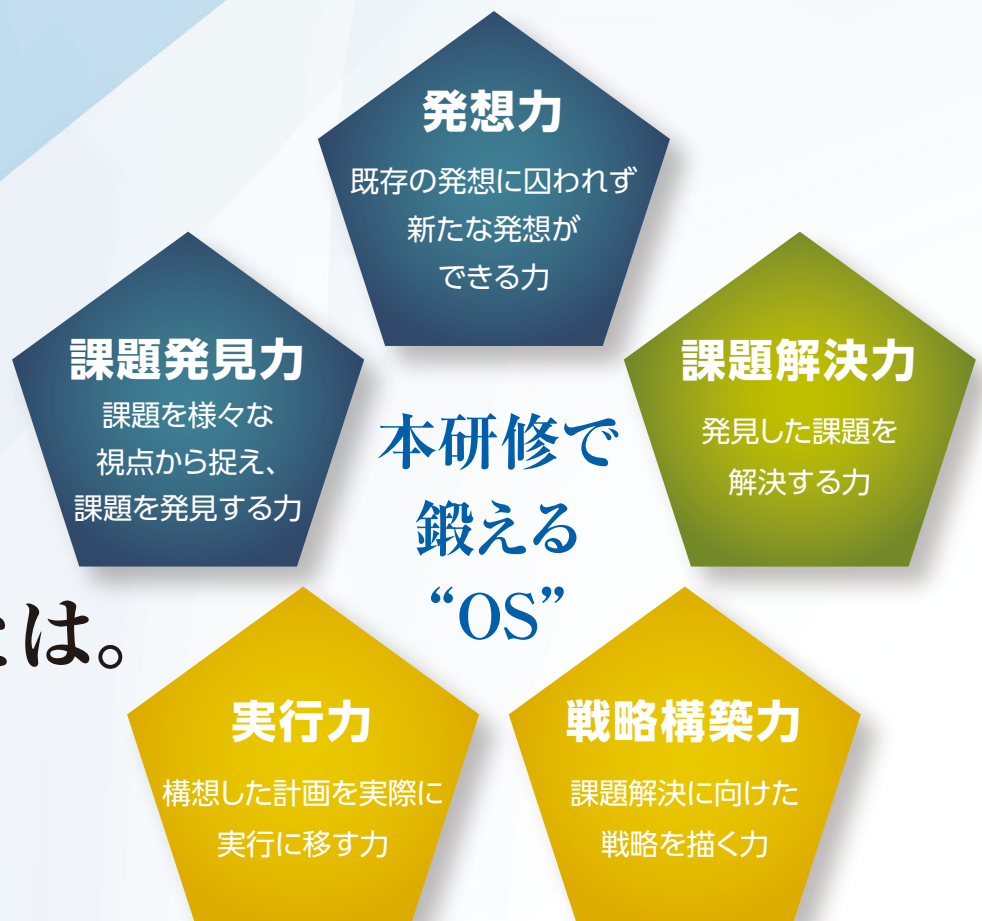 発想力
既存の発想に囚われず
新たな発想が
できる力
課題発見力
課題を様々な
視点から捉え、
課題を発見する力
課題解決力
発見した課題を
解決する力
本研修で
鍛える
“OS”
とは。
実行力
構想した計画を実際に
実行に移す力
戦略構築力
課題解決に向けた
戦略を描く力